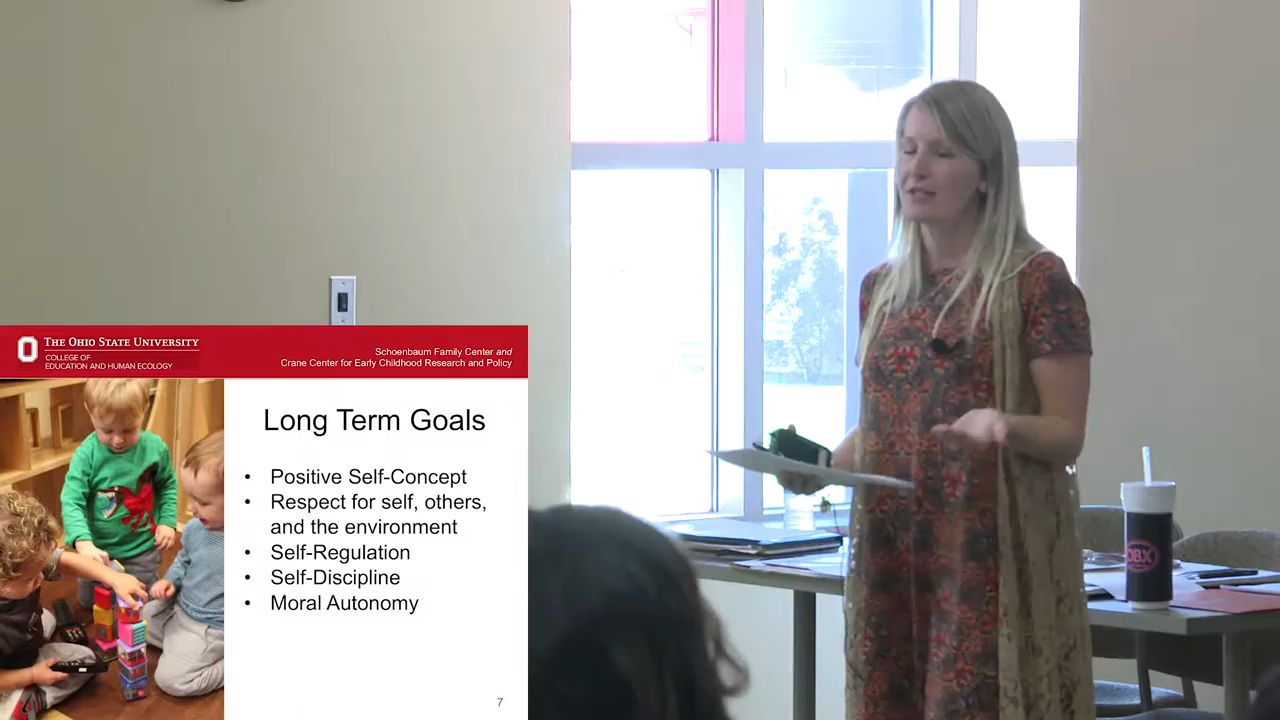 THE OHIO STATE UNIVERSITY
COLLEGE OF
EDUCATION AND HUMAN ECOLOGY
Schoenbaum Family Center and
Crane Center for Early Childhood Research and Policy
Long Term Goals
• Positive Self-Concept
• Respect for self, others,
and the environment
• Self-Regulation
• Self-Discipline
• Moral Autonomy
7
OBX